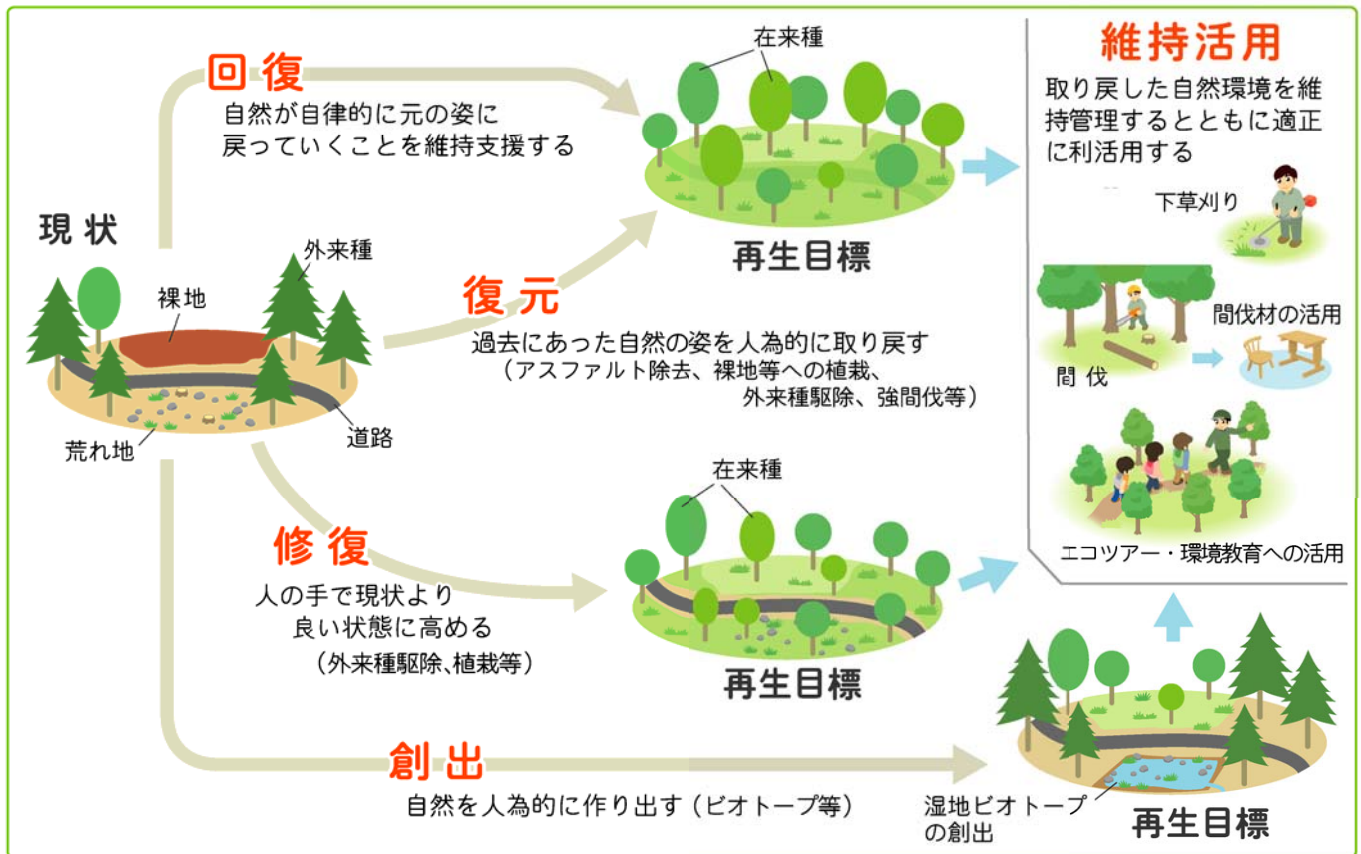 回復
自然が自律的に元の姿に
戻っていくことを維持支援する
在来種
再生目標
現状
外来種
裸地
荒れ地
道路
復元
過去にあった自然の姿を人為的に取り戻す
（アスファルト除去、裸地等への植栽、
外来種駆除、強間伐等）
修復
人の手で現状より
良い状態に高める
（外来種駆除、植栽等）
在来種
再生目標
創出
自然を人為的に作り出す（ビオトープ等）
湿地ビオトープ
の創出
再生目標
維持活用
取り戻した自然環境を維
持管理するとともに適正
に利活用する
下草刈り
間伐
間伐材の活用
エコツアー・環境教育への活用